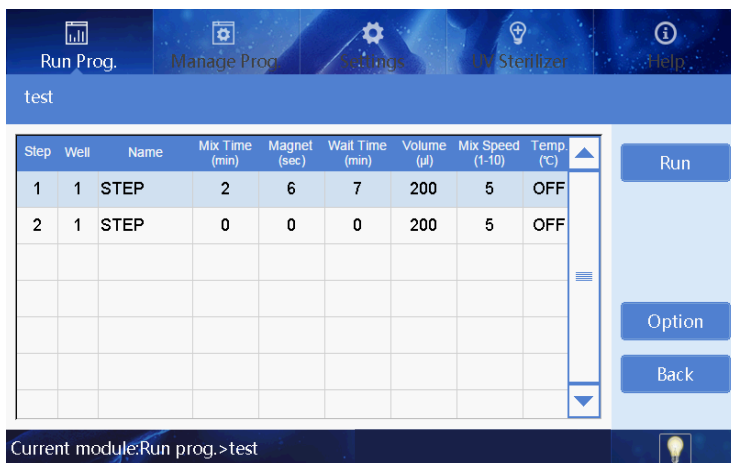 Run Prog. Manage Prog. Settings UV Sterilizer Help
test
Step Well Name Mix Time (min) Magnet (sec) Wait Time (min) Volume (μl) Mix Speed (1-10) Temp. (℃)
1 1 STEP 2 6 7 200 5 OFF
2 1 STEP 0 0 0 200 5 OFF
Run
Option
Back
Current module:Run prog.>test